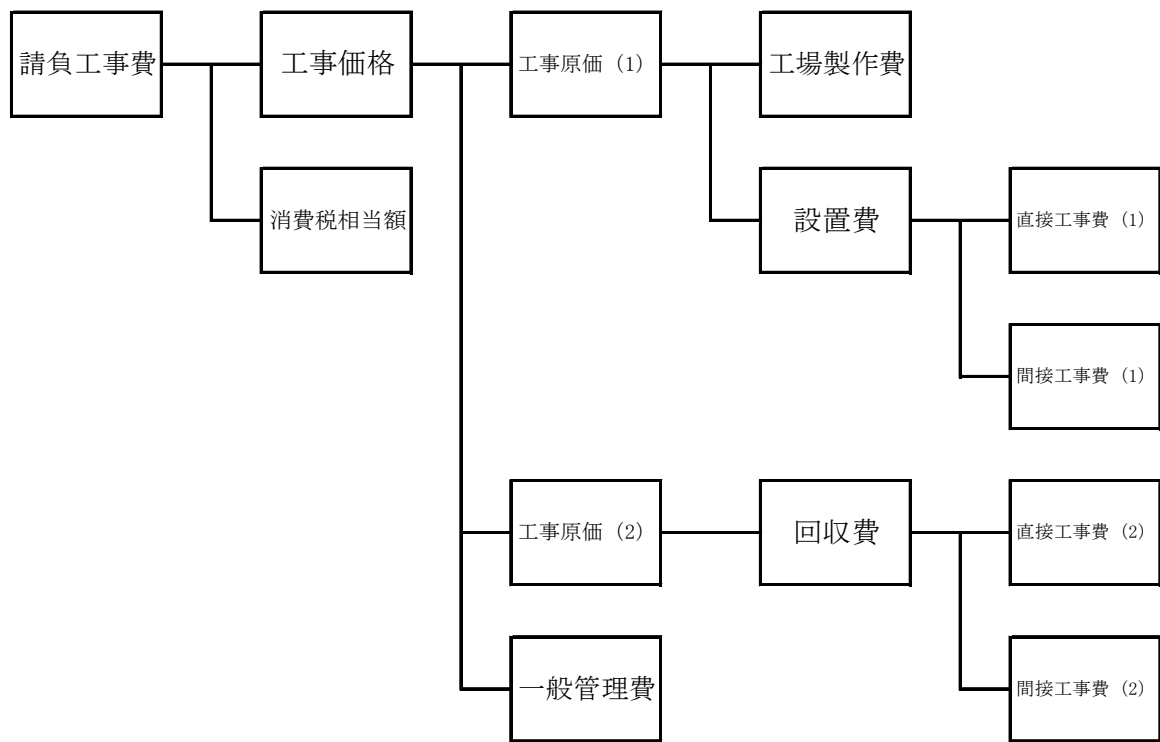 請負工事費
工事価格
工事原価 (1)
工場製作費
消費税相当額
設置費
直接工事費 (1)
間接工事費 (1)
工事原価 (2)
回収費
直接工事費 (2)
一般管理費
間接工事費 (2)